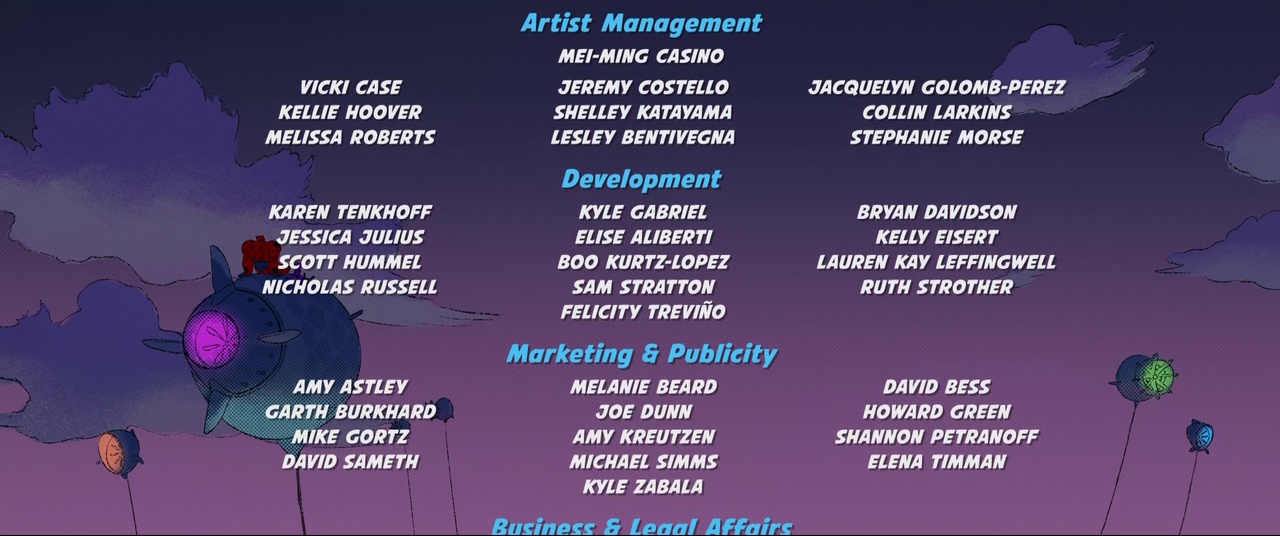 Artist Management
MEI-MING CASINO
VICKI CASE JEREMY COSTELLO JACQUELYN GOLOMB-PEREZ
KELLIE HOOVER SHELLEY KATAYAMA COLLIN LARKINS
MELISSA ROBERTS LESLEY BENTIVEGNA STEPHANIE MORSE
Development
KAREN TENKHOFF KYLE GABRIEL BRYAN DAVIDSON
JESSICA JULIUS ELISE ALIBERTI KELLY EISERT
SCOTT HUMMEL BOO KURTZ-LOPEZ LAUREN KAY LEFFINGWELL
NICHOLAS RUSSELL SAM STRATTON RUTH STROTHER
FELICITY TREVIÑO
Marketing & Publicity
AMY ASTLEY MELANIE BEARD DAVID BESS
GARTH BURKHARD JOE DUNN HOWARD GREEN
MIKE GORTZ AMY KREUTZEN SHANNON PETRANOFF
DAVID SAMETH MICHAEL SIMMS ELENA TIMMAN
KYLE ZABALA
Business & Legal Affairs